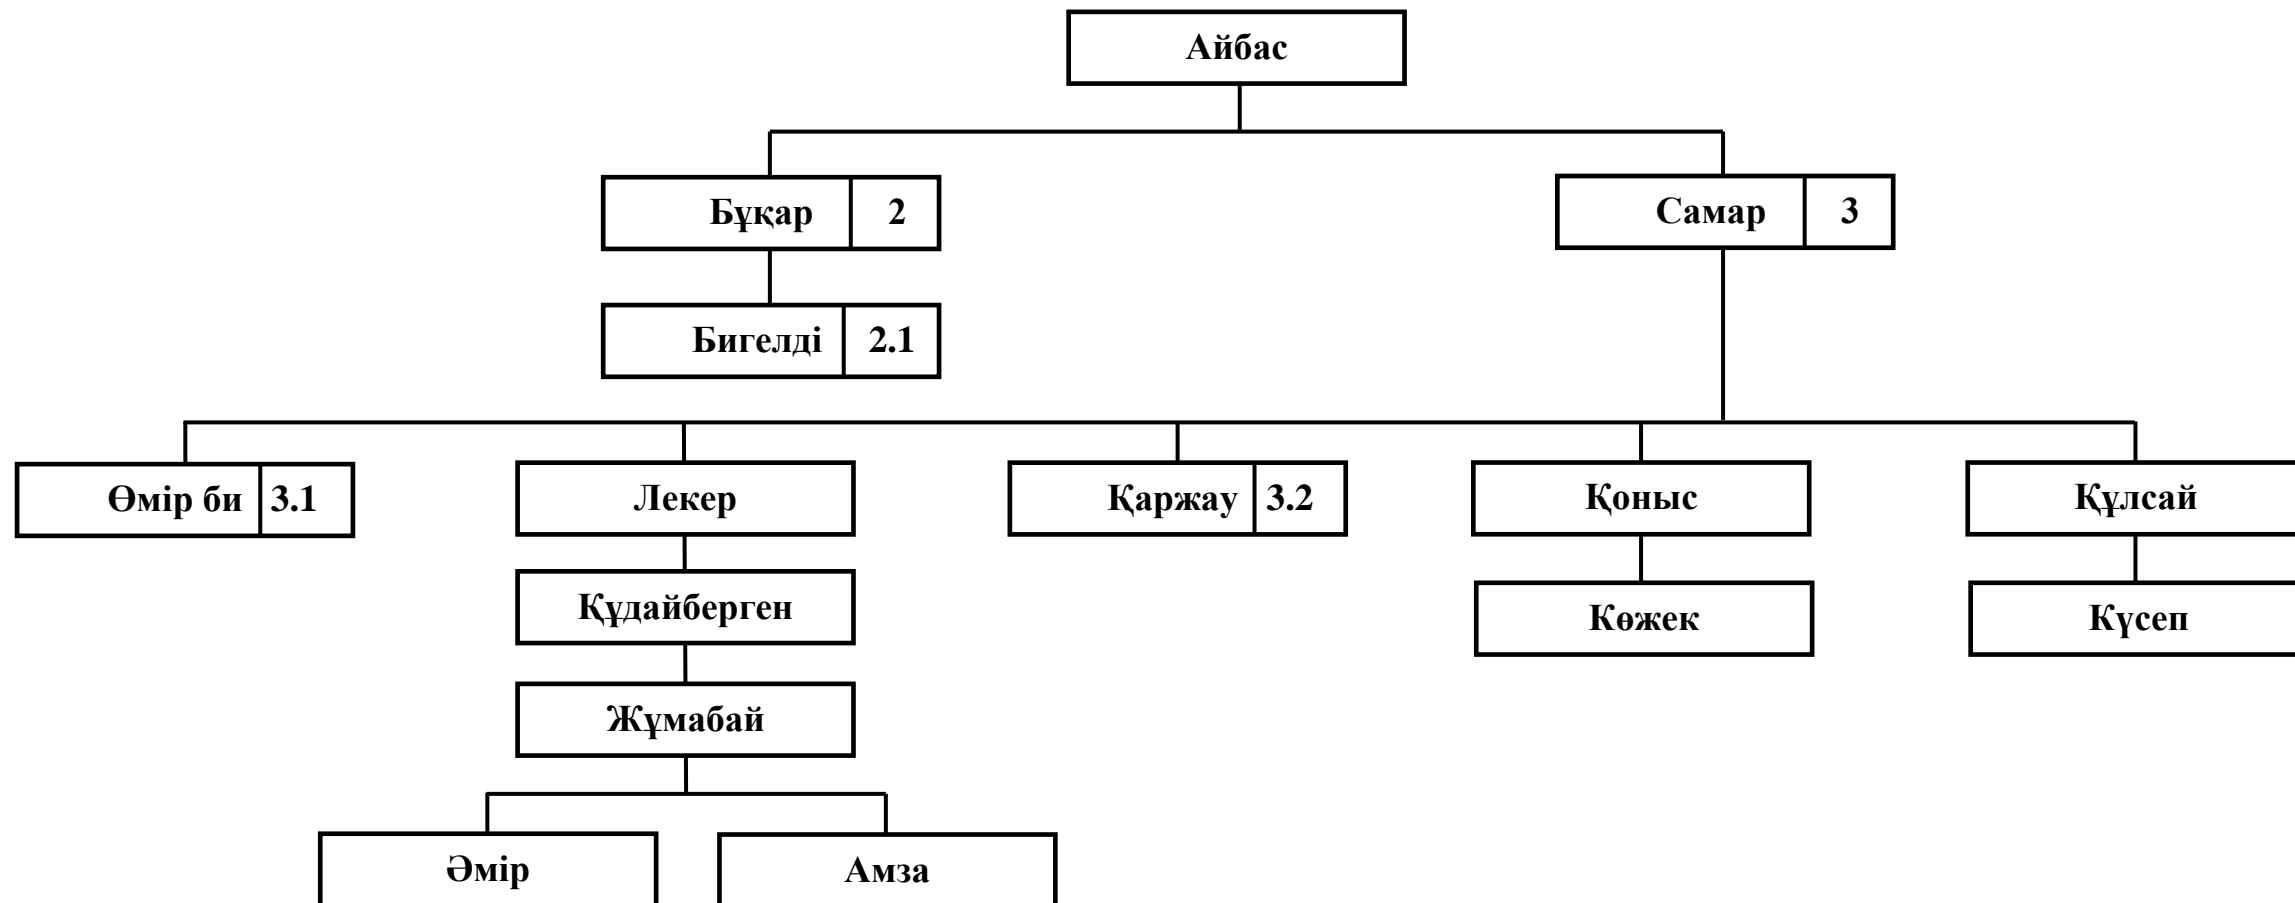 Айбас
Бұқар 2
Самар 3
Бигелді 2.1
Өмір би 3.1
Лекер
Қаржау 3.2
Қоныс
Құлсай
Құдайберген
Көжек
Күсеп
Жұмабай
Әмір
Амза